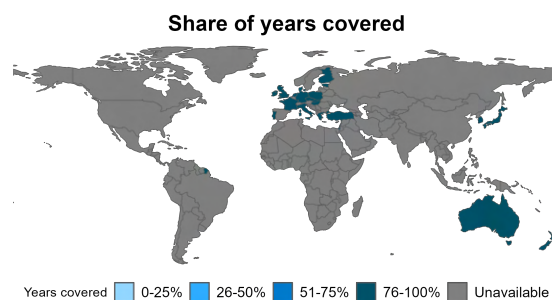 Share of years covered
Years covered 0-25% 26-50% 51-75% 76-100% Unavailable